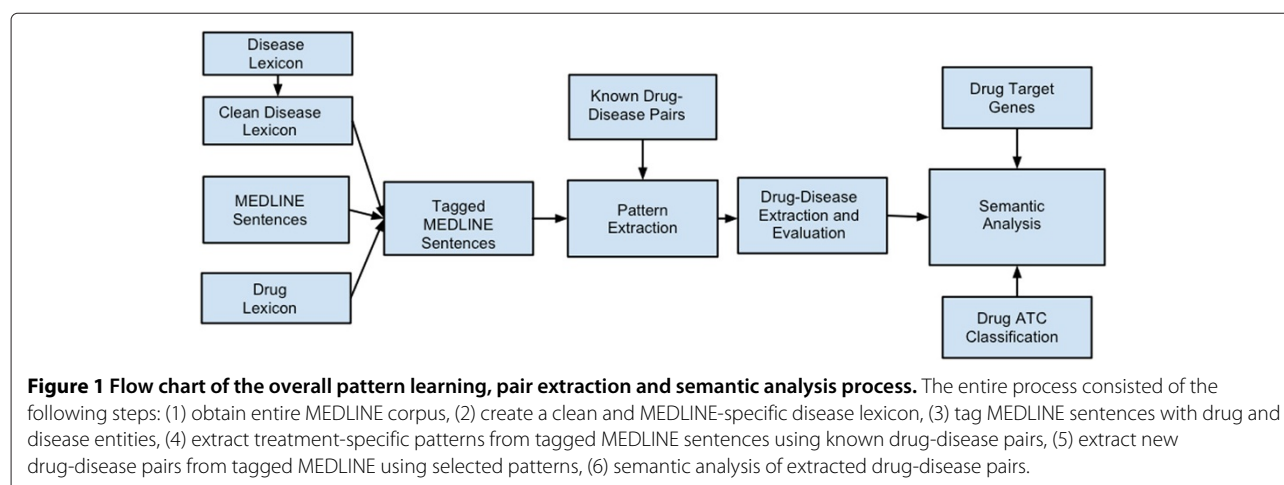 Disease
Lexicon
Clean Disease
Lexicon
MEDLINE
Sentences
Drug
Lexicon
Tagged
MEDLINE
Sentences
Known Drug-
Disease Pairs
Pattern
Extraction
Drug-Disease
Extraction and
Evaluation
Drug Target
Genes
Semantic
Analysis
Drug ATC
Classification
Figure 1 Flow chart of the overall pattern learning, pair extraction and semantic analysis process. The entire process consisted of the
following steps: (1) obtain entire MEDLINE corpus, (2) create a clean and MEDLINE-specific disease lexicon, (3) tag MEDLINE sentences with drug and
disease entities, (4) extract treatment-specific patterns from tagged MEDLINE sentences using known drug-disease pairs, (5) extract new
drug-disease pairs from tagged MEDLINE using selected patterns, (6) semantic analysis of extracted drug-disease pairs.